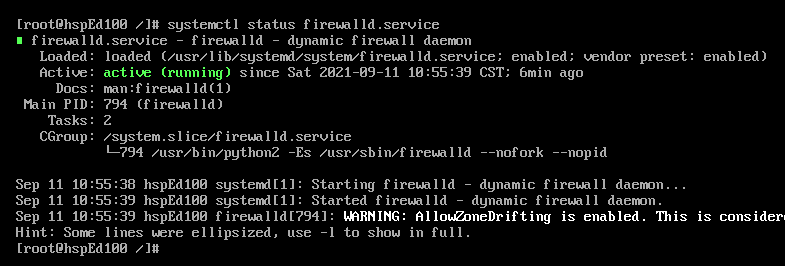 [root@hspEd100 /]# systemctl status firewalld.service
firewalld.service - firewalld - dynamic firewall daemon
Loaded: loaded (/usr/lib/systemd/system/firewalld.service; enabled; vendor preset: enabled)
Active: active (running) since Sat 2021-09-11 10:55:39 CST; 6min ago
Docs: man:firewalld(1)
Main PID: 794 (firewalld)
Tasks: 2
CGroup: /system.slice/firewalld.service
└─794 /usr/bin/python2 -Es /usr/sbin/firewalld --nofork --nopid
Sep 11 10:55:38 hspEd100 systemd[1]: Starting firewalld - dynamic firewall daemon...
Sep 11 10:55:39 hspEd100 systemd[1]: Started firewalld - dynamic firewall daemon.
Sep 11 10:55:39 hspEd100 firewalld[794]: WARNING: AllowZoneDrifting is enabled. This is consider
Hint: Some lines were ellipsized, use -l to show in full.
[root@hspEd100 /]#